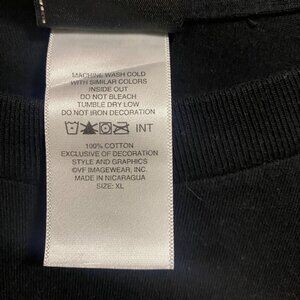 MACHINE WASH COLD
WITH SIMILAR COLORS
INSIDE OUT
DO NOT BLEACH
TUMBLE DRY LOW
DO NOT IRON DECORATION
INT
100% COTTON
EXCLUSIVE OF DECORATION
STYLE AND GRAPHICS
©VF IMAGEWEAR, INC.
MADE IN NICARAGUA
SIZE: XL